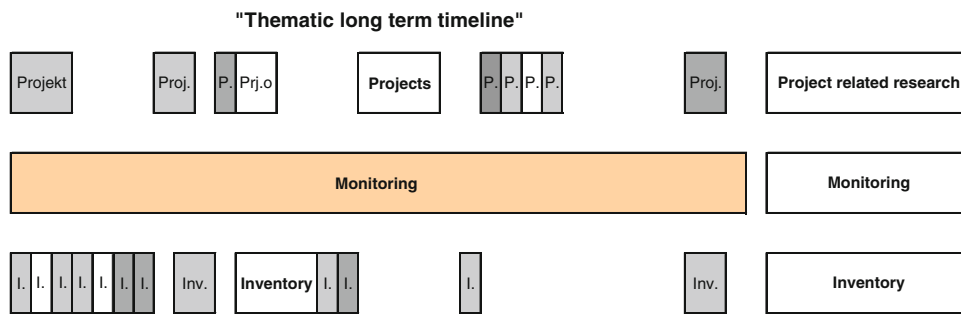 "Thematic long term timeline"
Projekt Proj. P. Prj.o Projects P. P. P. P. Proj. Project related research
Monitoring Monitoring
I. I. I. I. I. I. I. Inv. Inventory I. I. I. Inv. Inventory